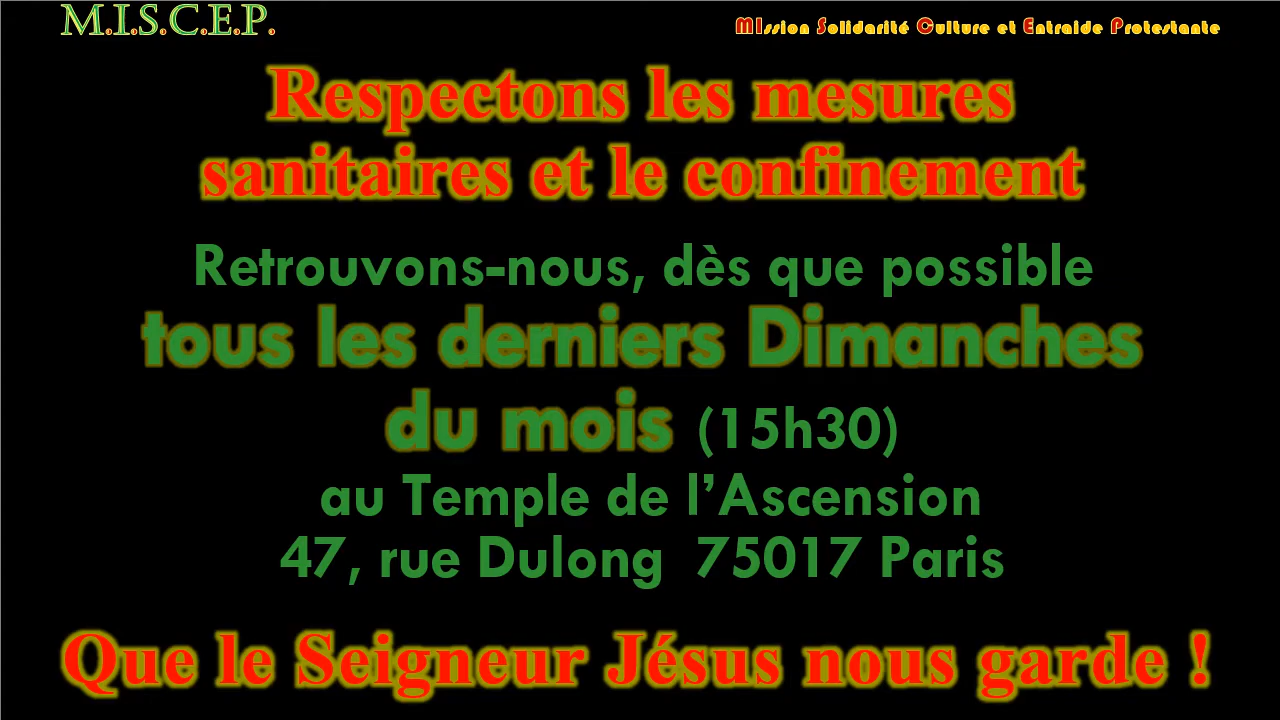 M.I.S.C.E.P.
MIssion Solidarité Culture et Entraide Protestante
Respectons les mesures
sanitaires et le confinement
Retrouvons-nous, dès que possible
tous les derniers Dimanches
du mois (15h30)
au Temple de l’Ascension
47, rue Dulong 75017 Paris
Que le Seigneur Jésus nous garde !